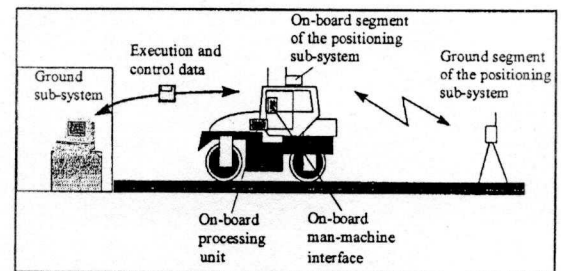 On-board segment
of the positioning
sub-system
Execution and
control data
Ground segment
of the positioning
sub-system
Ground
sub-system
On-board
processing
unit
On-board
man-machine
interface